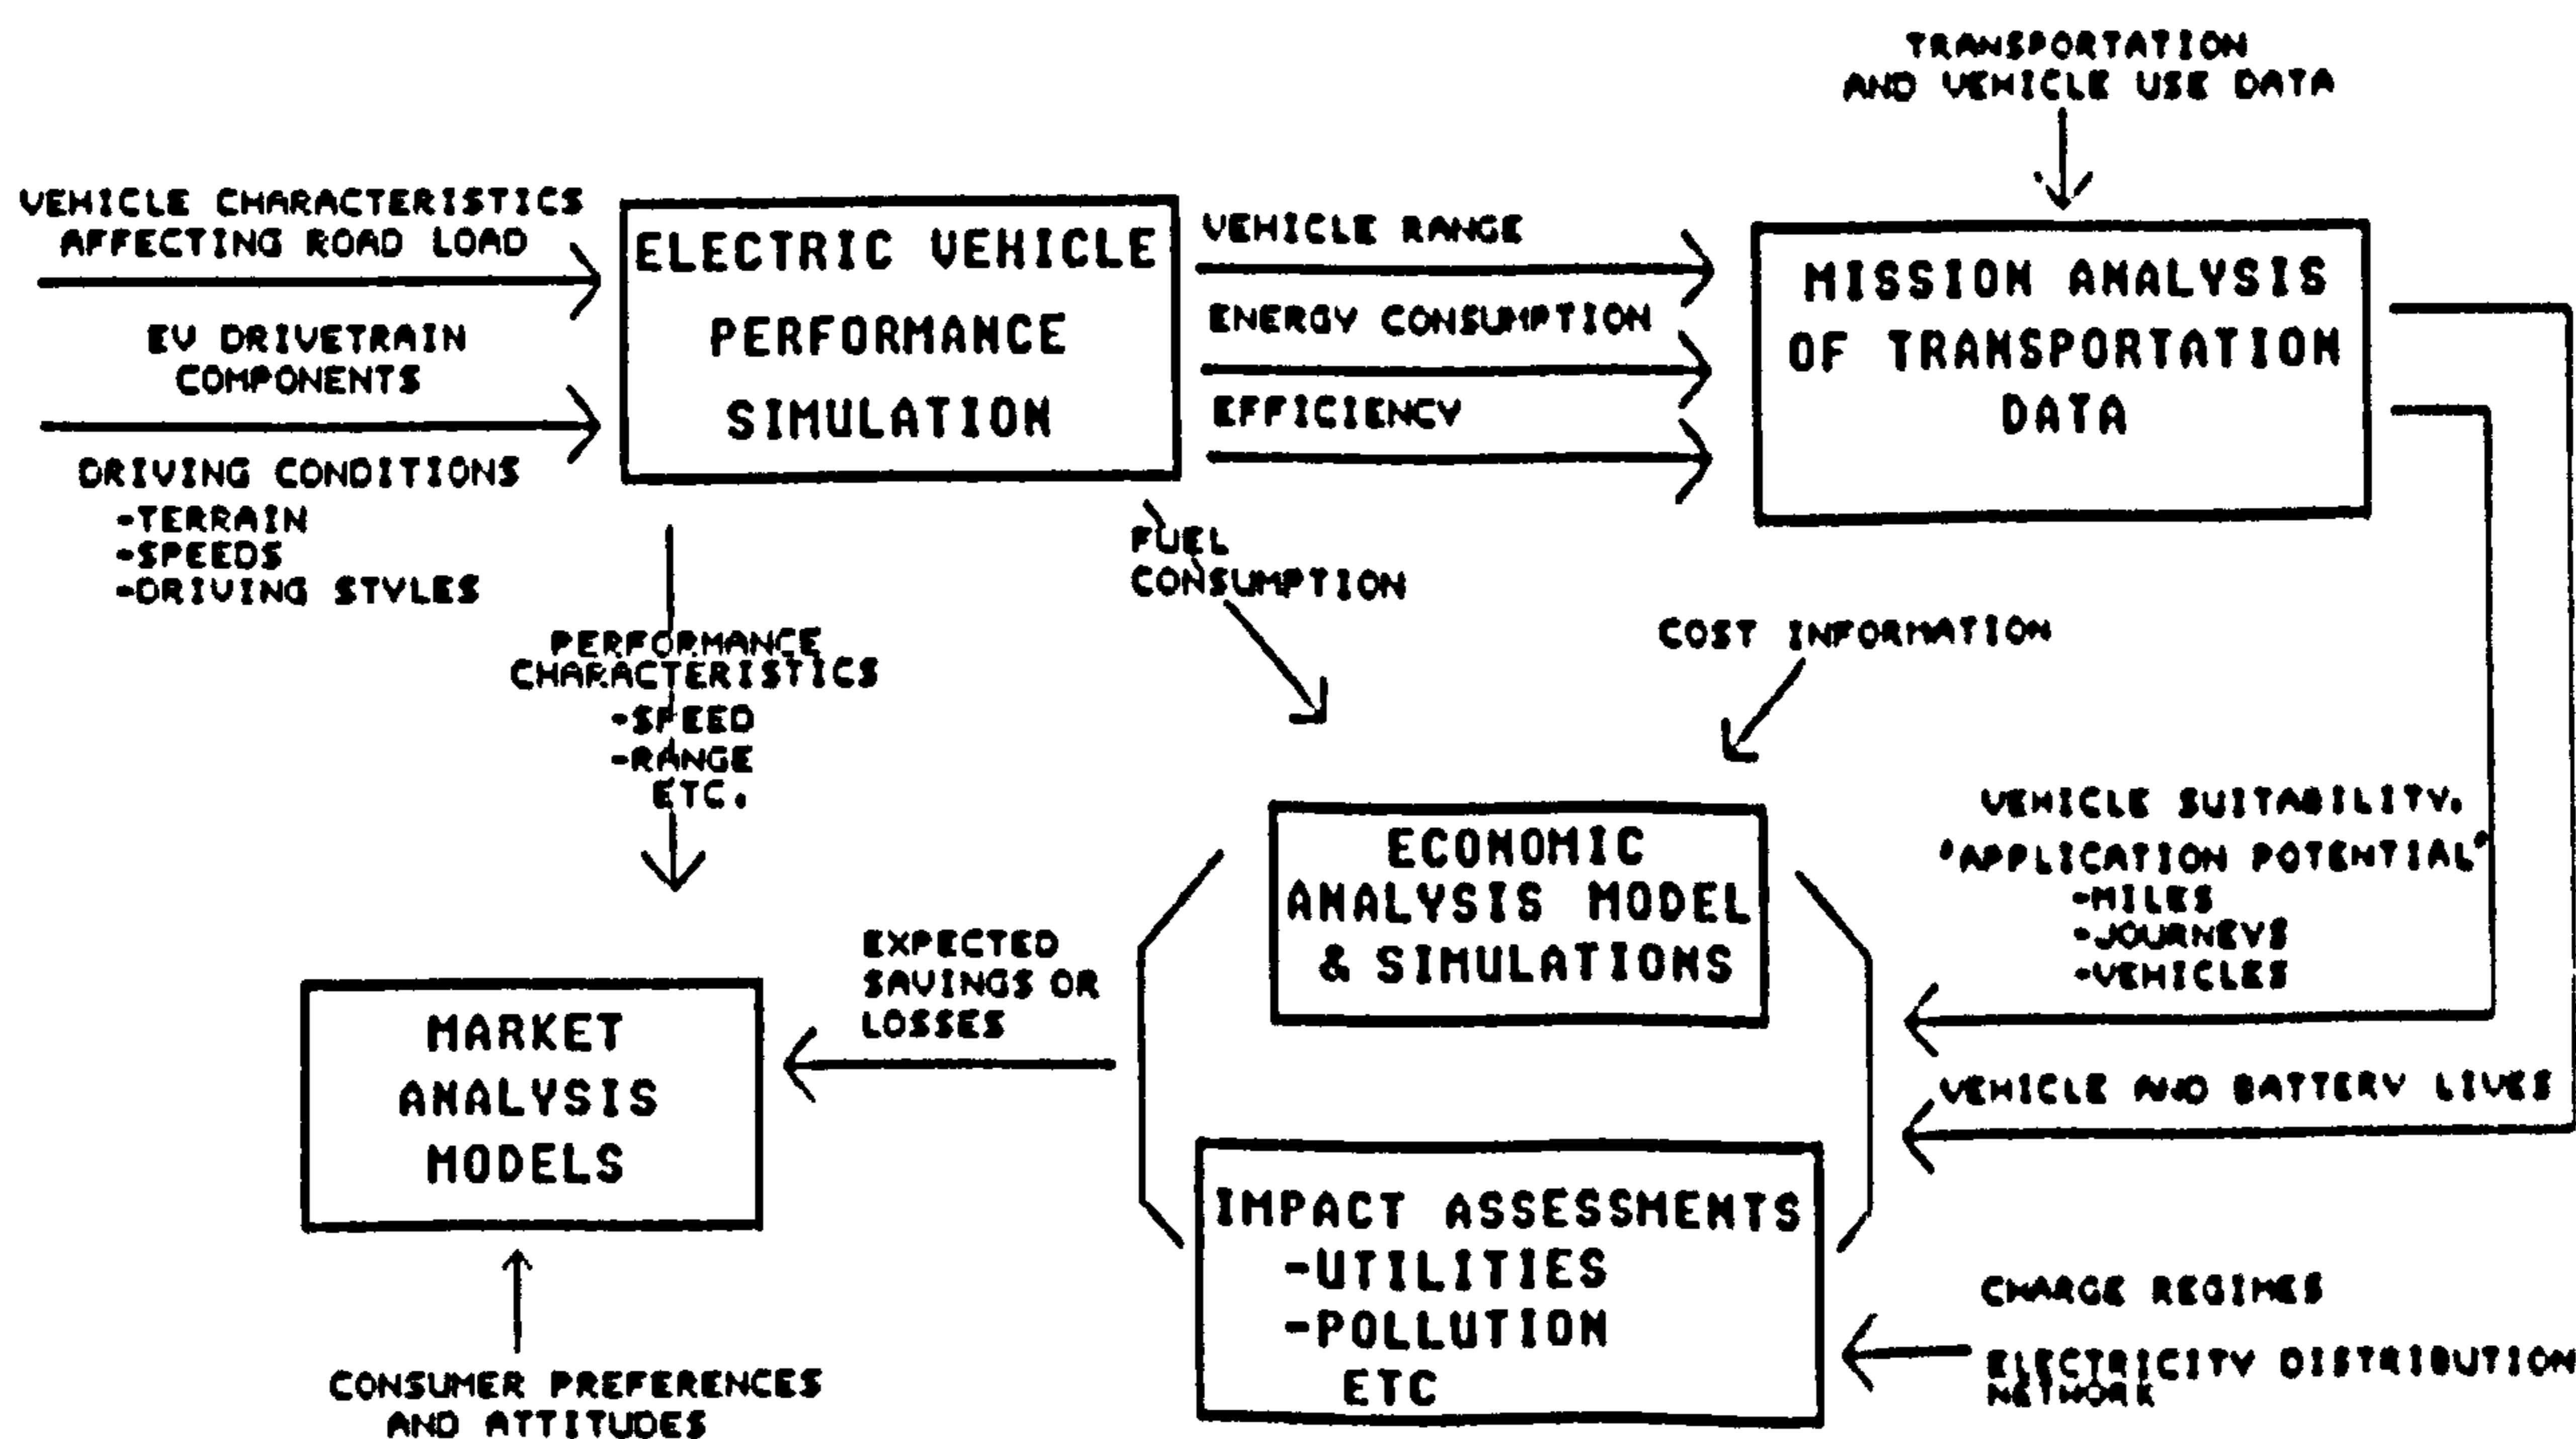 TRANSPORTATION
AND VEHICLE USE DATA
VEHICLE CHARACTERISTICS
AFFECTING ROAD LOAD
EV DRIVETRAIN
COMPONENTS
DRIVING CONDITIONS
-TERRAIN
-SPEEDS
-DRIVING STYLES
ELECTRIC VEHICLE
PERFORMANCE
SIMULATION
VEHICLE RANGE
ENERGY CONSUMPTION
EFFICIENCY
MISSION ANALYSIS
OF TRANSPORTATION
DATA
PERFORMANCE
CHARACTERISTICS
-SPEED
-RANGE
ETC.
FUEL
CONSUMPTION
COST INFORMATION
VEHICLE SUITABILITY.
'APPLICATION POTENTIAL'
-MILES
-JOURNEYS
-VEHICLES
ECONOMIC
ANALYSIS MODEL
& SIMULATIONS
EXPECTED
SAVINGS OR
LOSSES
MARKET
ANALYSIS
MODELS
VEHICLE AND BATTERY LIVES
IMPACT ASSESSMENTS
-UTILITIES
-POLLUTION
ETC
CHARGE REGIMES
ELECTRICITY DISTRIBUTION
NETWORK
CONSUMER PREFERENCES
AND ATTITUDES